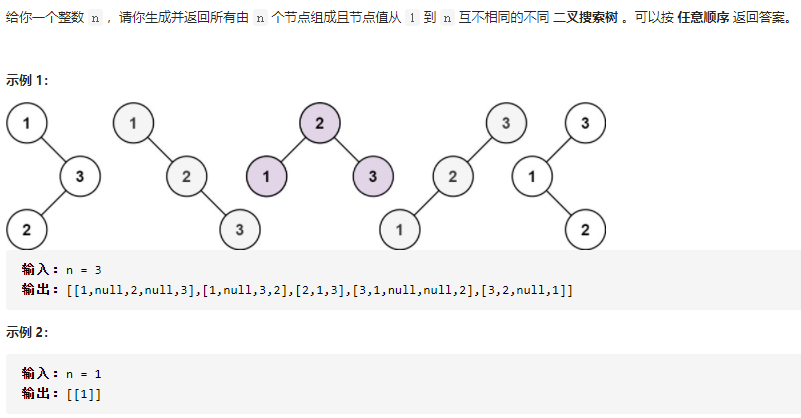 给你一个整数 n ，请你生成并返回所有由 n 个节点组成且节点值从 1 到 n 互不相同的不同 二叉搜索树 。可以按 任意顺序 返回答案。
示例 1：
1 1 2 3 3
3 2 1 3 2 1
2 3 1 2
输入：n = 3
输出：[[1,null,2,null,3],[1,null,3,2],[2,1,3],[3,1,null,null,2],[3,2,null,1]]
示例 2：
输入：n = 1
输出：[[1]]